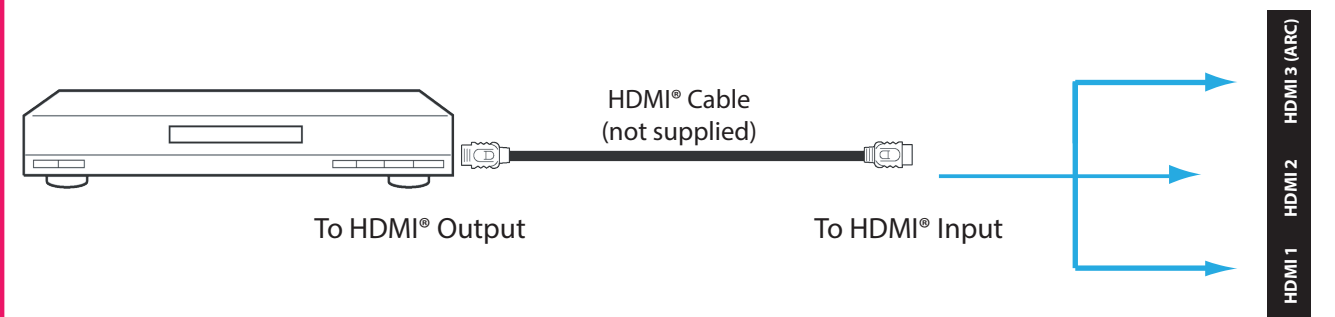 HDMI® Cable
(not supplied)
To HDMI® Output
To HDMI® Input
HDMI 3 (ARC)
HDMI 2
HDMI 1